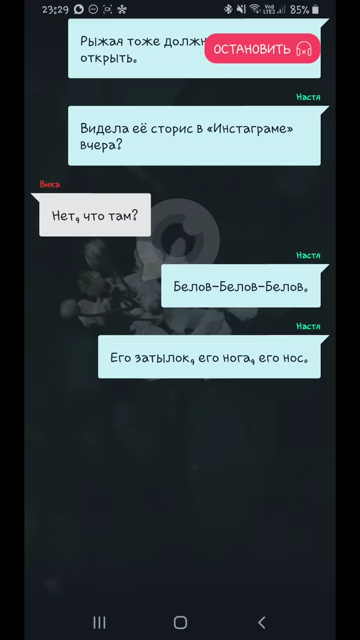 23:29
LTE2 85%
Рыжая тоже
открыть.
ОСТАНОВИТЬ
Настя
Видела её сторис в «Инстаграме»
вчера?
Вика
Нет, что там?
Настя
Белов-Белов-Белов.
Настя
Его затылок, его нога, его нос.